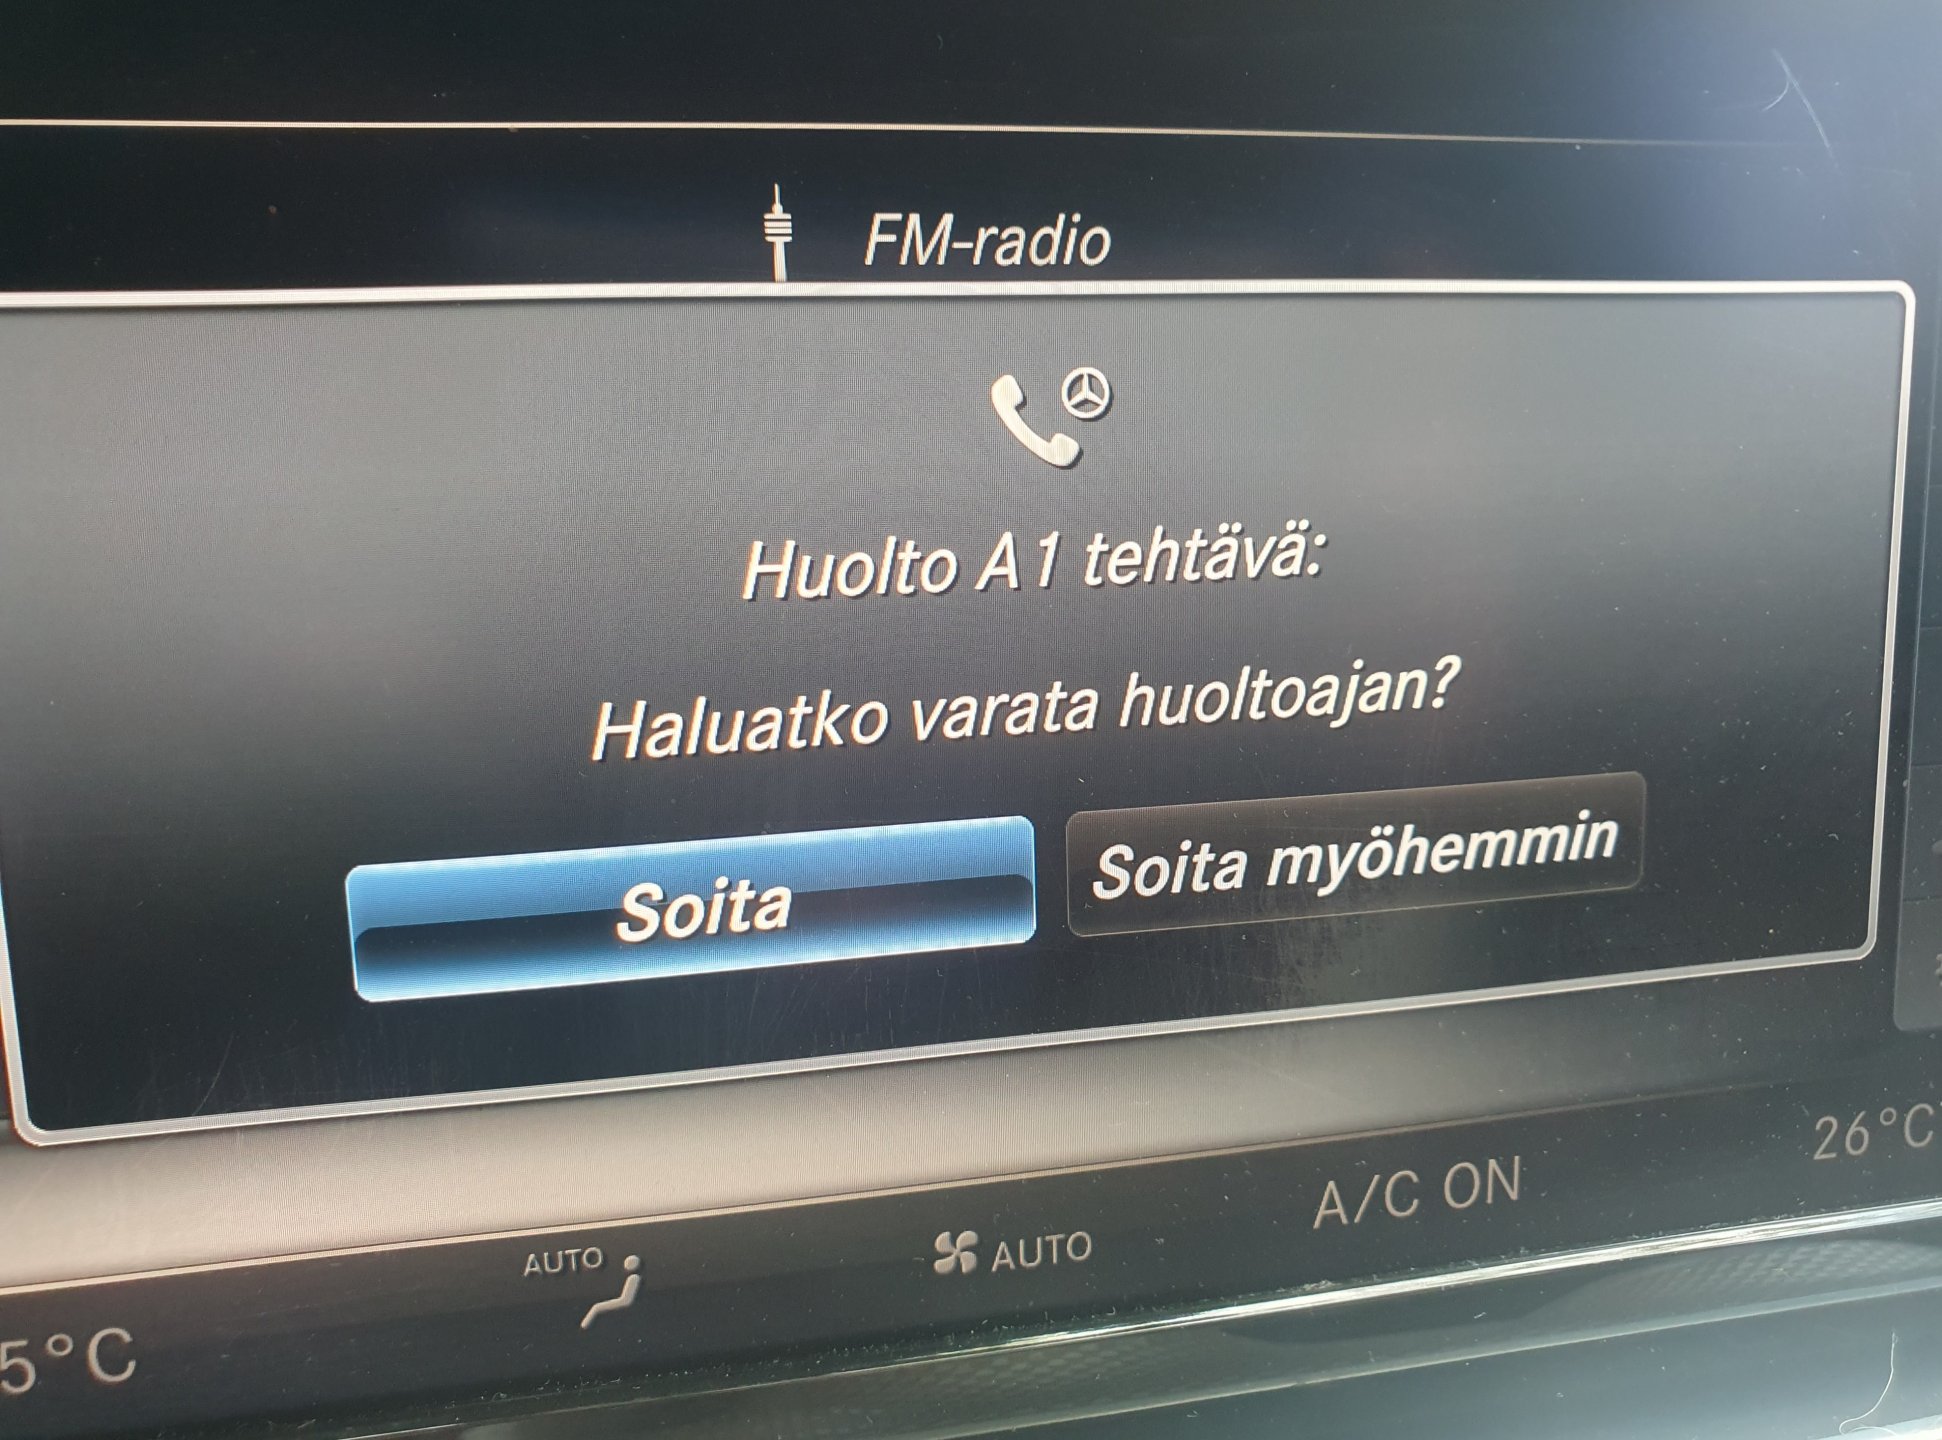 FM-radio
Huolto A1 tehtävä:
Haluatko varata huoltoajan?
Soita
Soita myöhemmin
5°C
AUTO
AUTO
A/C ON
26°C